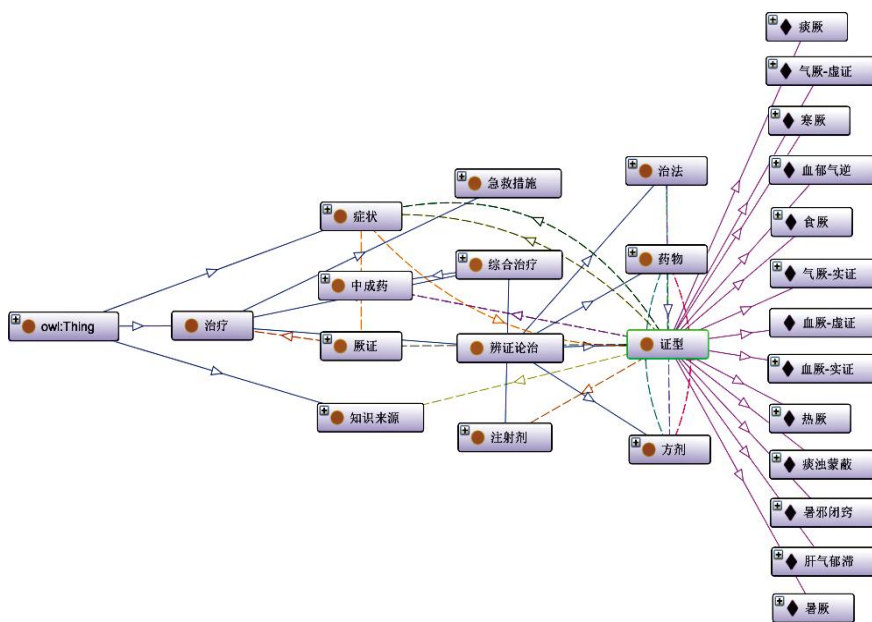 owl:Thing
症状
治疗
知识来源
中成药
厥证
急救措施
综合治疗
辨证论治
注射剂
治法
药物
证型
方剂
痰厥
气厥-虚证
寒厥
血郁气逆
食厥
气厥-实证
血厥-虚证
血厥-实证
热厥
痰浊蒙蔽
暑邪闭窍
肝气郁滞
暑厥